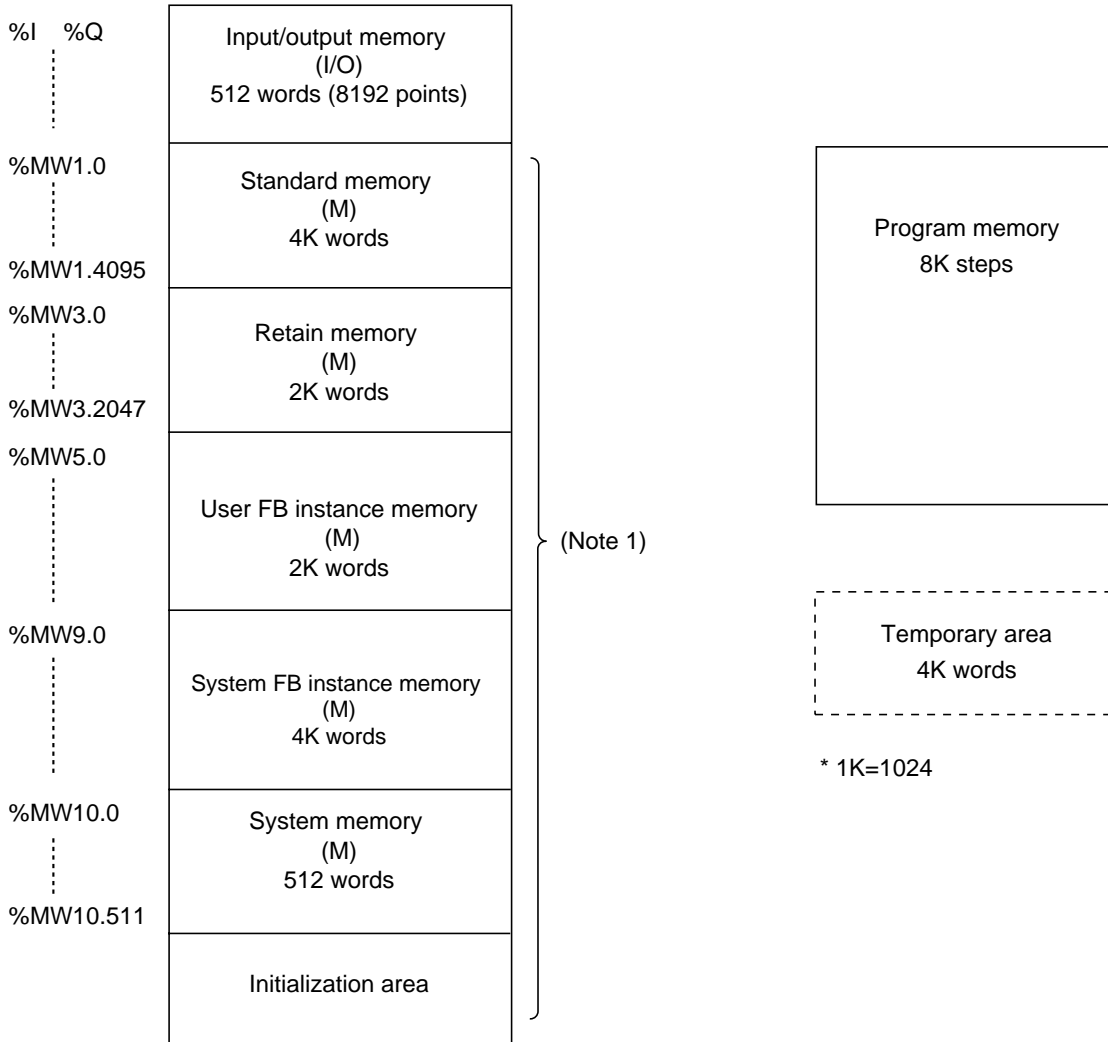 %I %Q
Input/output memory
(I/O)
512 words (8192 points)
%MW1.0
Standard memory
(M)
4K words
%MW1.4095
%MW3.0
Retain memory
(M)
2K words
%MW3.2047
%MW5.0
User FB instance memory
(M)
2K words
%MW9.0
System FB instance memory
(M)
4K words
%MW10.0
System memory
(M)
512 words
%MW10.511
Initialization area
(Note 1)
Program memory
8K steps
Temporary area
4K words
* 1K=1024